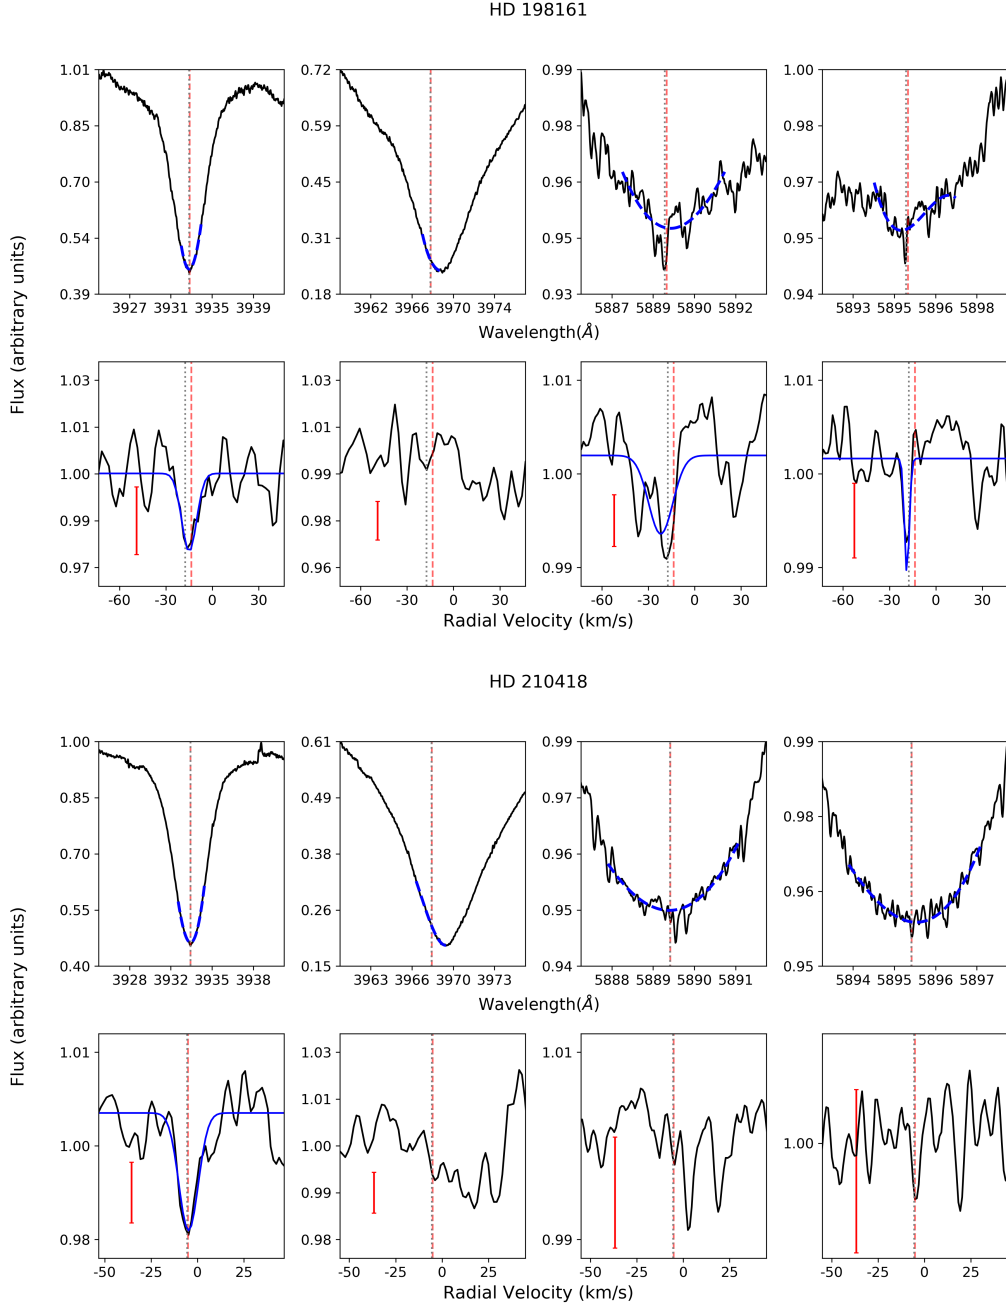 HD 198161
1.01 0.85 0.70 0.54 0.39
0.72 0.59 0.45 0.31 0.18
0.99 0.98 0.96 0.95 0.93
1.00 0.98 0.97 0.95 0.94
3927 3931 3935 3939
3962 3966 3970 3974
5887 5889 5890 5892
5893 5895 5896 5898
Wavelength(Å)
Flux (arbitrary units)
1.03 1.01 1.00 0.99 0.97
1.03 1.01 0.99 0.98 0.96
1.01 1.00 0.99
1.01 1.00 0.99
-60 -30 0 30
-60 -30 0 30
-60 -30 0 30
-60 -30 0 30
Radial Velocity (km/s)
HD 210418
1.00 0.85 0.70 0.55 0.40
0.61 0.49 0.38 0.26 0.15
0.99 0.97 0.96 0.95 0.94
0.99 0.98 0.96 0.95
3928 3932 3935 3938
3963 3966 3970 3973
5888 5889 5890 5891
5894 5895 5896 5897
Wavelength(Å)
Flux (arbitrary units)
1.01 1.00 0.98
1.03 1.01 1.00 0.99 0.98
1.01 0.99
1.00
-50 -25 0 25
-50 -25 0 25
-50 -25 0 25
-50 -25 0 25
Radial Velocity (km/s)